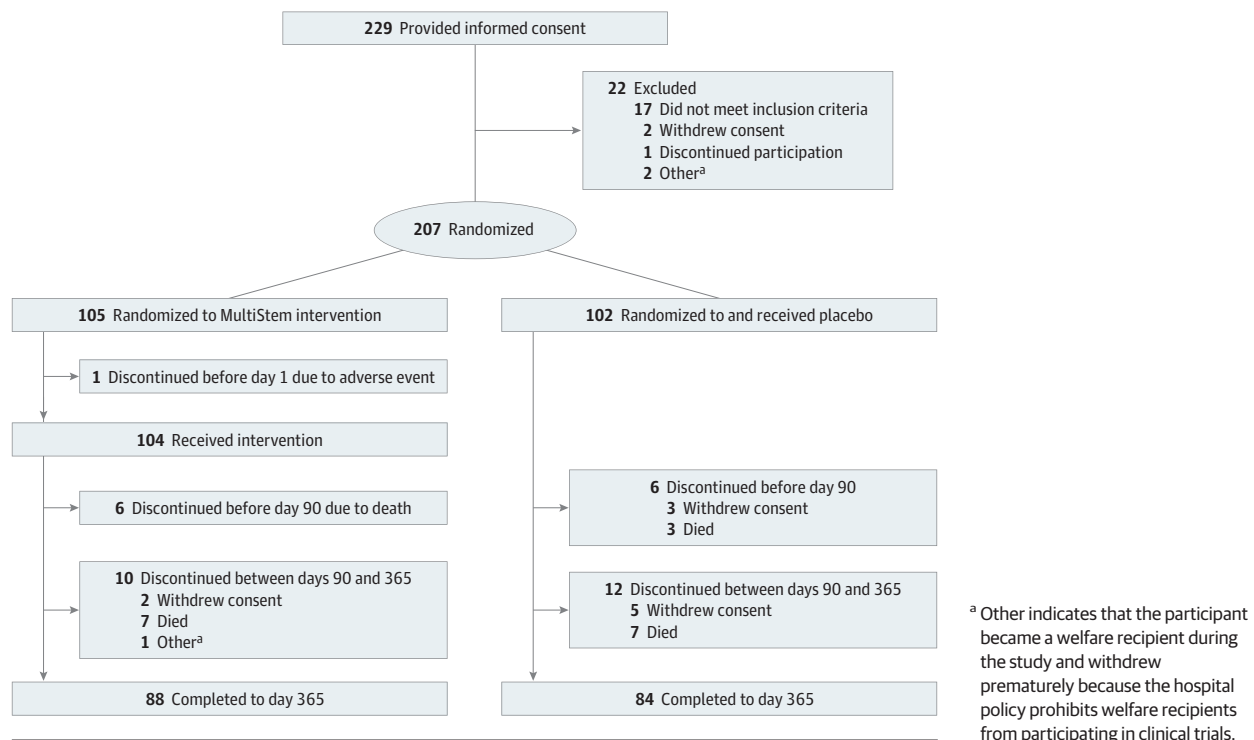 229 Provided informed consent
22 Excluded
17 Did not meet inclusion criteria
2 Withdrew consent
1 Discontinued participation
2 Otherᵃ
207 Randomized
105 Randomized to MultiStem intervention
1 Discontinued before day 1 due to adverse event
104 Received intervention
6 Discontinued before day 90 due to death
10 Discontinued between days 90 and 365
2 Withdrew consent
7 Died
1 Otherᵃ
88 Completed to day 365
102 Randomized to and received placebo
6 Discontinued before day 90
3 Withdrew consent
3 Died
12 Discontinued between days 90 and 365
5 Withdrew consent
7 Died
84 Completed to day 365
ᵃ Other indicates that the participant
became a welfare recipient during
the study and withdrew
prematurely because the hospital
policy prohibits welfare recipients
from participating in clinical trials.